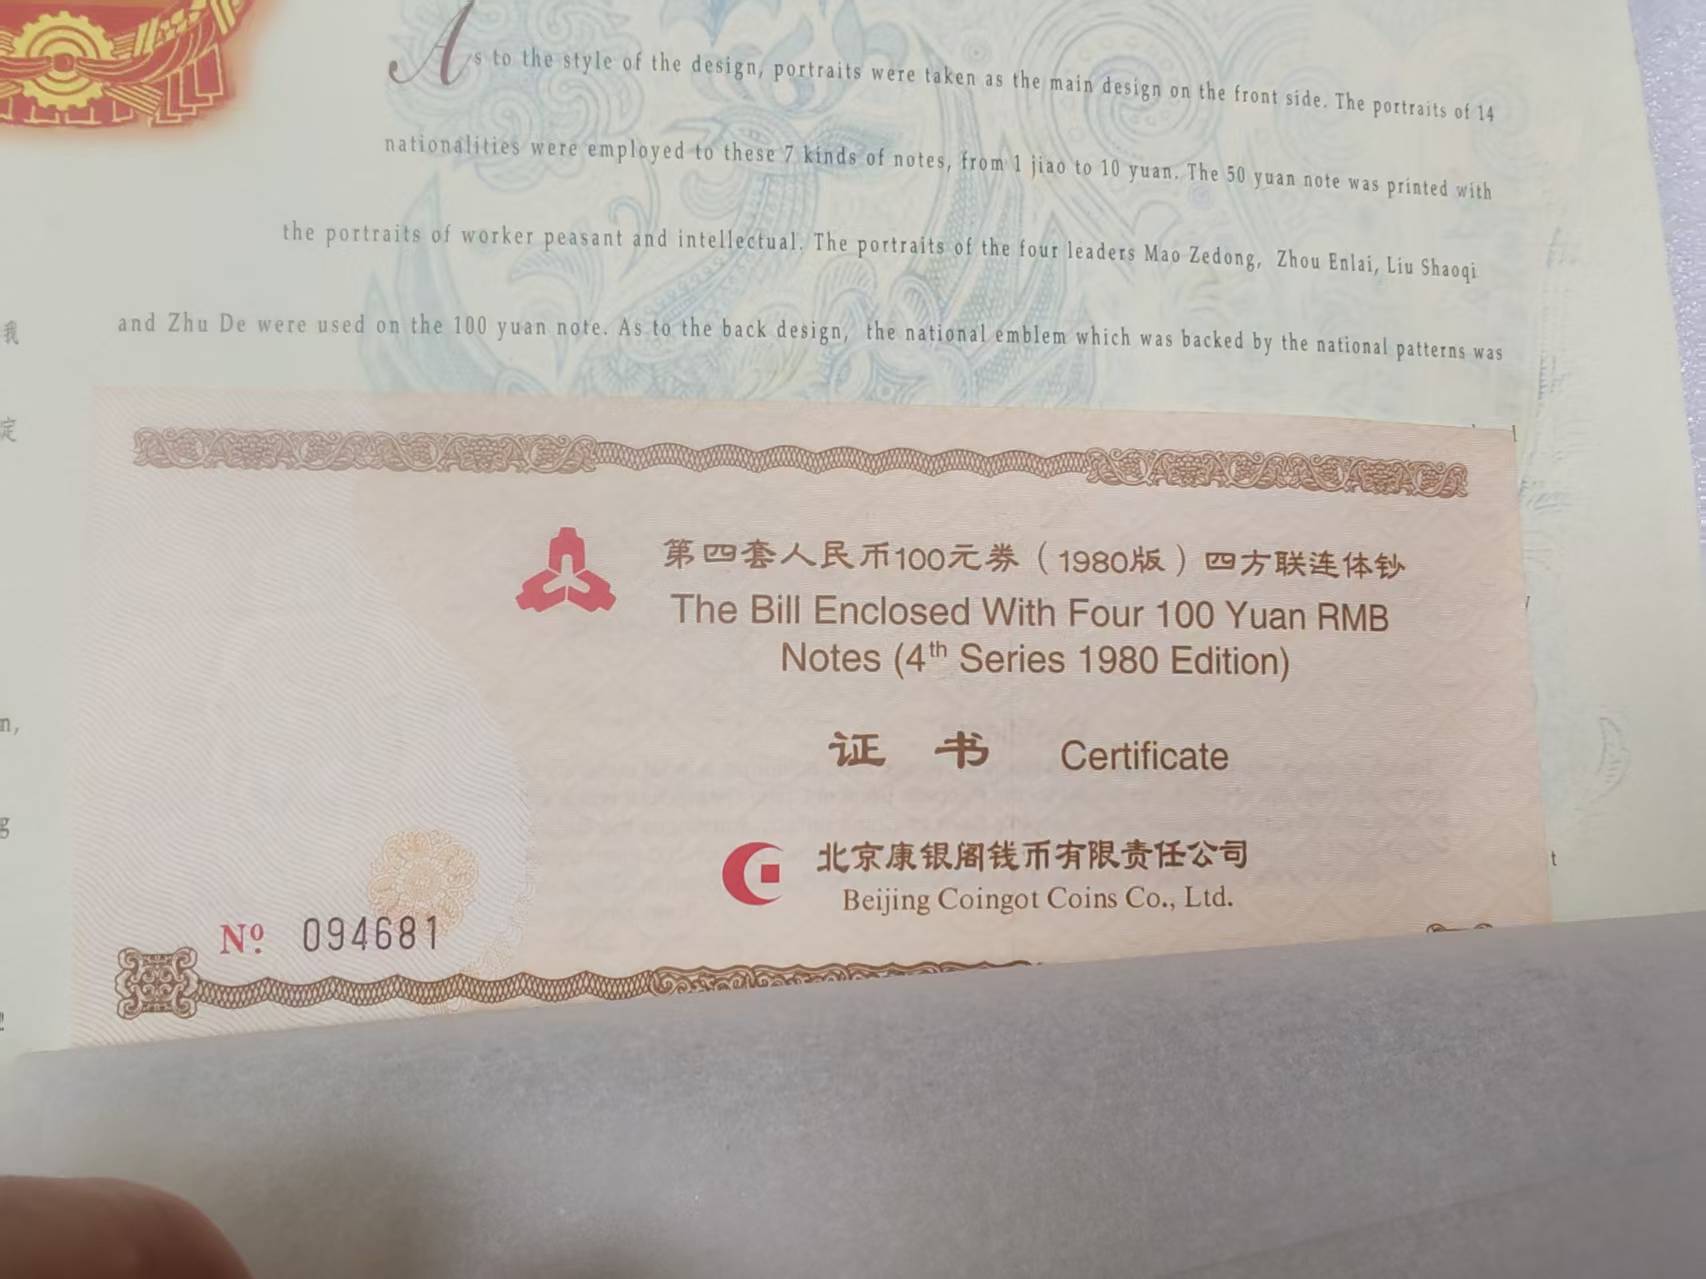 As to the style of the design, portraits were taken as the main design on the front side. The portraits of 14
nationalities were employed to these 7 kinds of notes, from 1 jiao to 10 yuan. The 50 yuan note was printed with
the portraits of worker peasant and intellectual. The portraits of the four leaders Mao Zedong, Zhou Enlai, Liu Shaoqi
and Zhu De were used on the 100 yuan note. As to the back design, the national emblem which was backed by the national patterns was
我
定
n,
g
第四套人民币100元券（1980版）四方联连体钞
The Bill Enclosed With Four 100 Yuan RMB
Notes (4th Series 1980 Edition)
证 书 Certificate
北京康银阁钱币有限责任公司
Beijing Coingot Coins Co., Ltd.
Nº 094681
t